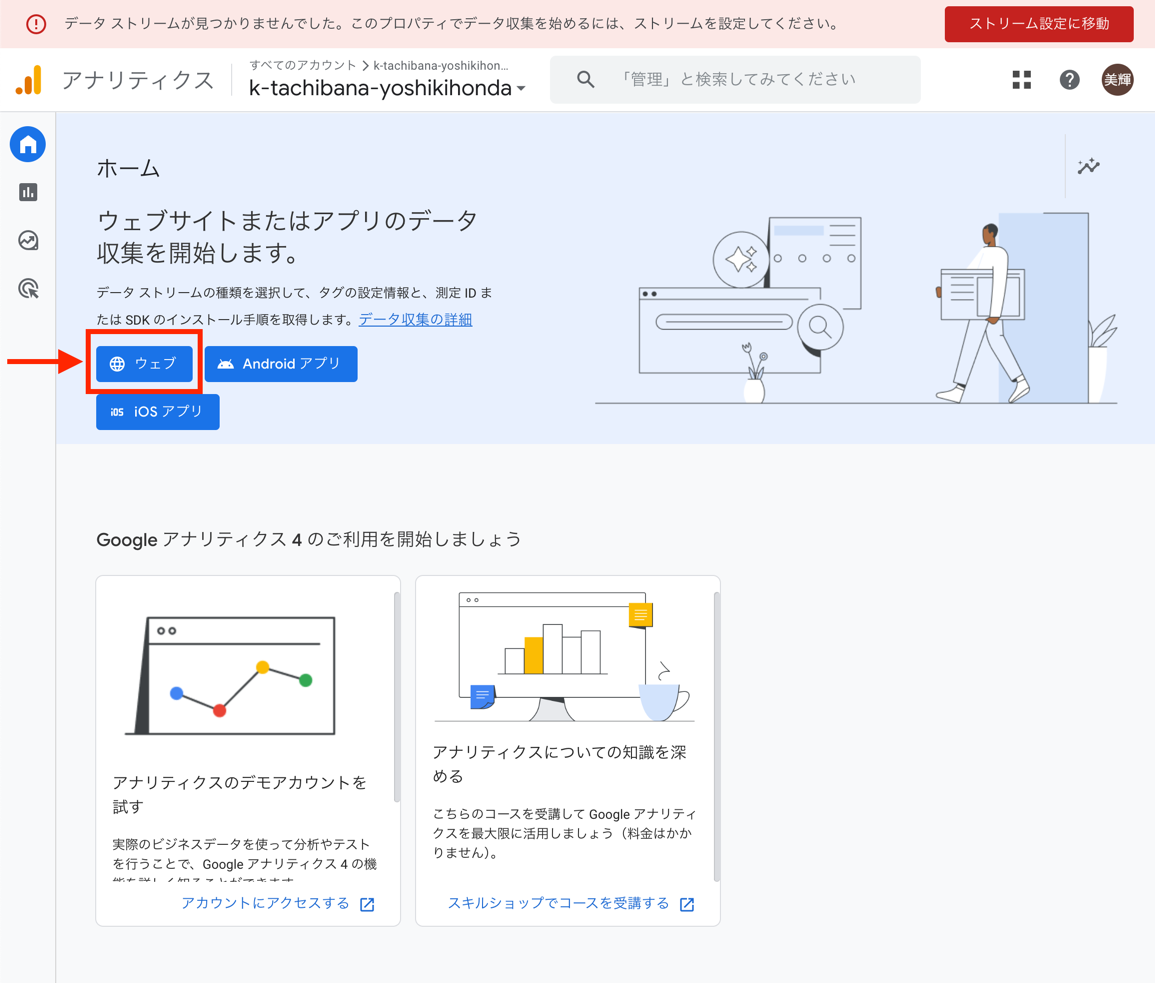 データ ストリームが見つかりませんでした。このプロパティでデータ収集を始めるには、ストリームを設定してください。
ストリーム設定に移動
アナリティクス
すべてのアカウント > k-tachibana-yoshikihon...
k-tachibana-yoshikihonda
「管理」と検索してみてください
美輝
ホーム
ウェブサイトまたはアプリのデータ
収集を開始します。
データ ストリームの種類を選択して、タグの設定情報と、測定 ID ま
たは SDK のインストール手順を取得します。データ収集の詳細
ウェブ
Android アプリ
iOS iOS アプリ
Google アナリティクス 4 のご利用を開始しましょう
アナリティクスのデモアカウントを
試す
実際のビジネスデータを使って分析やテスト
を行うことで、Google アナリティクス 4 の機
能を詳しく知ることができます。
アカウントにアクセスする
アナリティクスについての知識を深
める
こちらのコースを受講して Google アナリティ
クスを最大限に活用しましょう（料金はかか
りません）。
スキルショップでコースを受講する